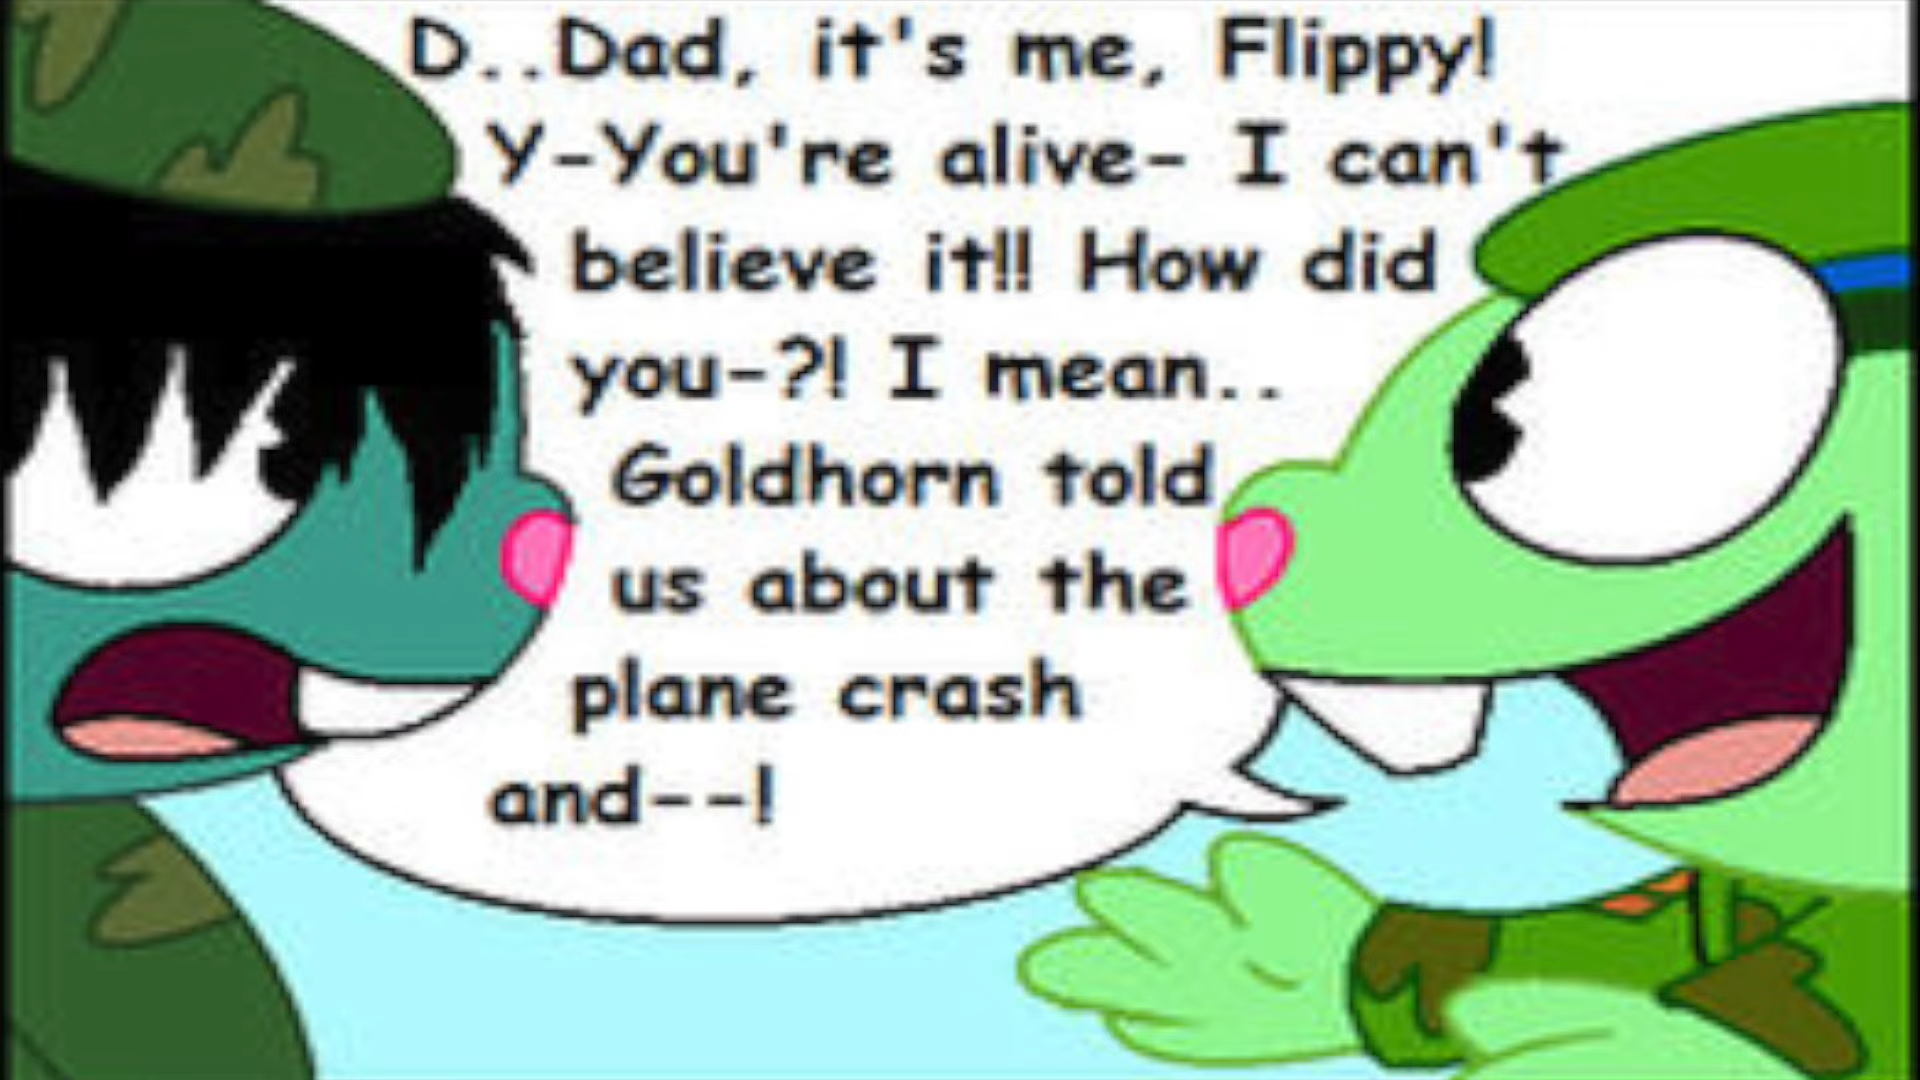 D..Dad, it's me, Flippy!
Y-You're alive- I can't
believe it!! How did
you-?! I mean..
Goldhorn told
us about the
plane crash
and--!